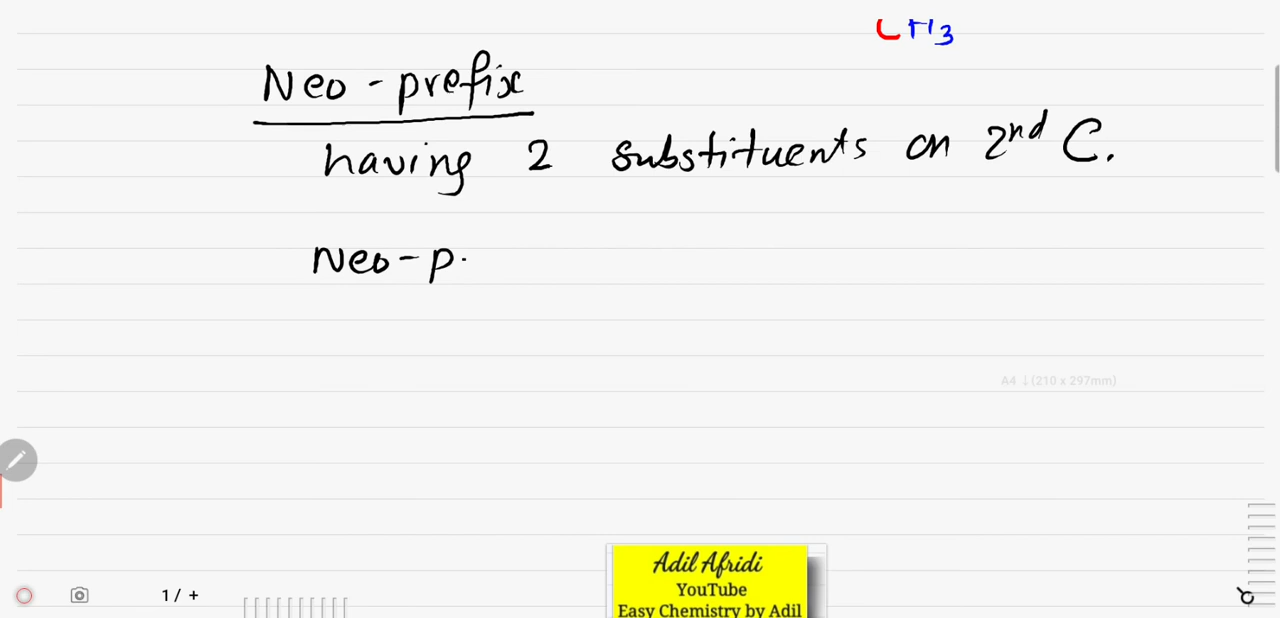 CH3
Neo - prefix
having 2 substituents on 2nd C.
Neo - p.
A4 ↓(210 x 297mm)
1 / +
Adil Afridi
YouTube
Easy Chemistry by Adil